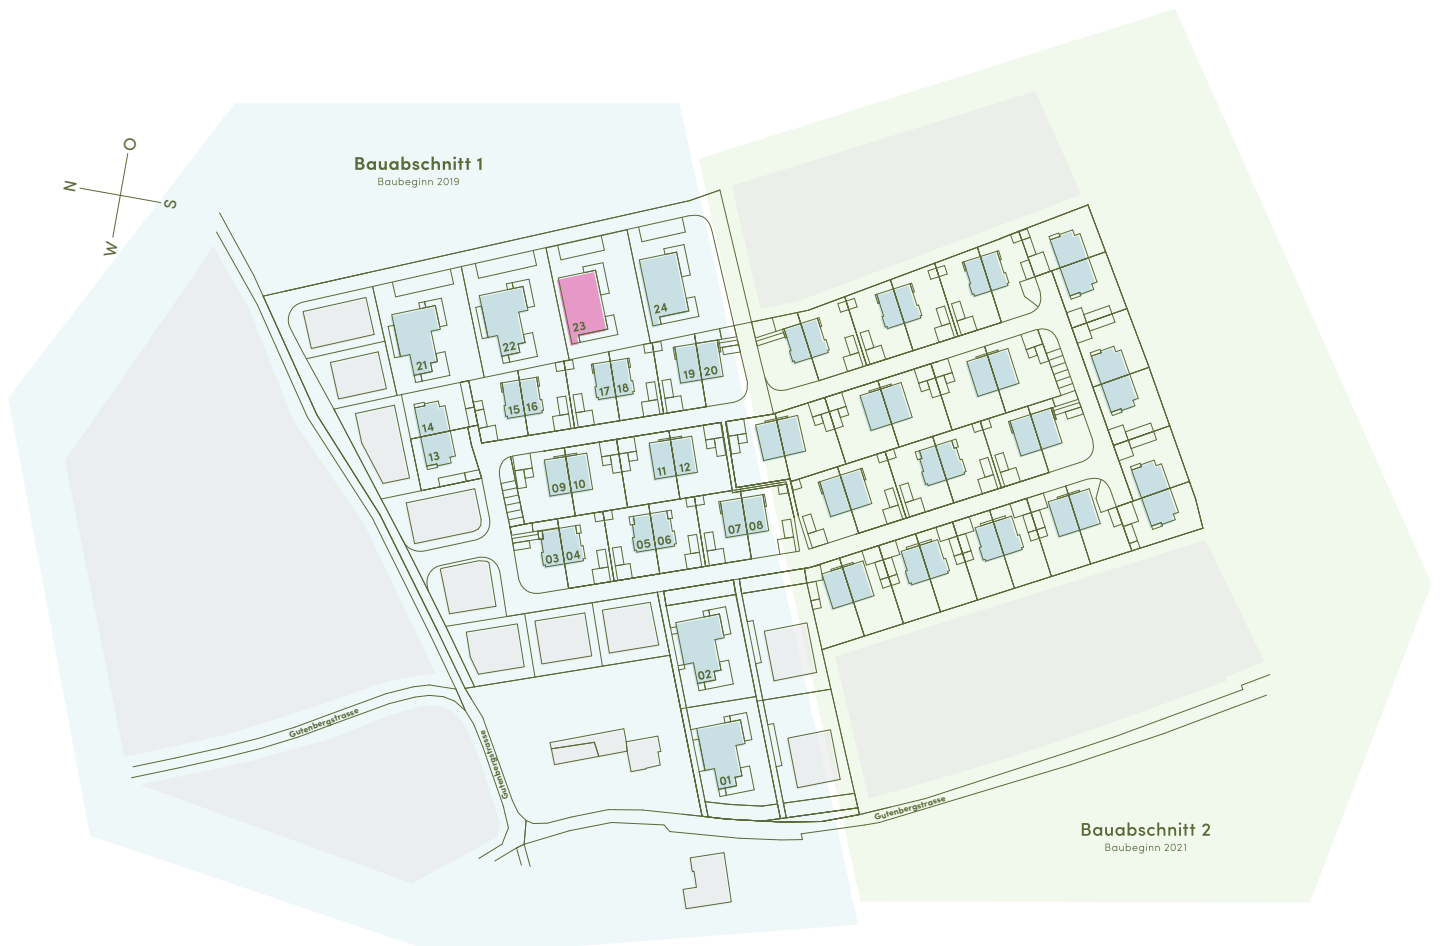 O
N
S
W
Bauabschnitt 1
Baubeginn 2019
21
22
23
24
14
13
15 16
17 18
19 20
09 10
11 12
03 04
05 06
07 08
02
01
Gutenbergstrasse
Gutenbergstrasse
Gutenbergstrasse
Bauabschnitt 2
Baubeginn 2021